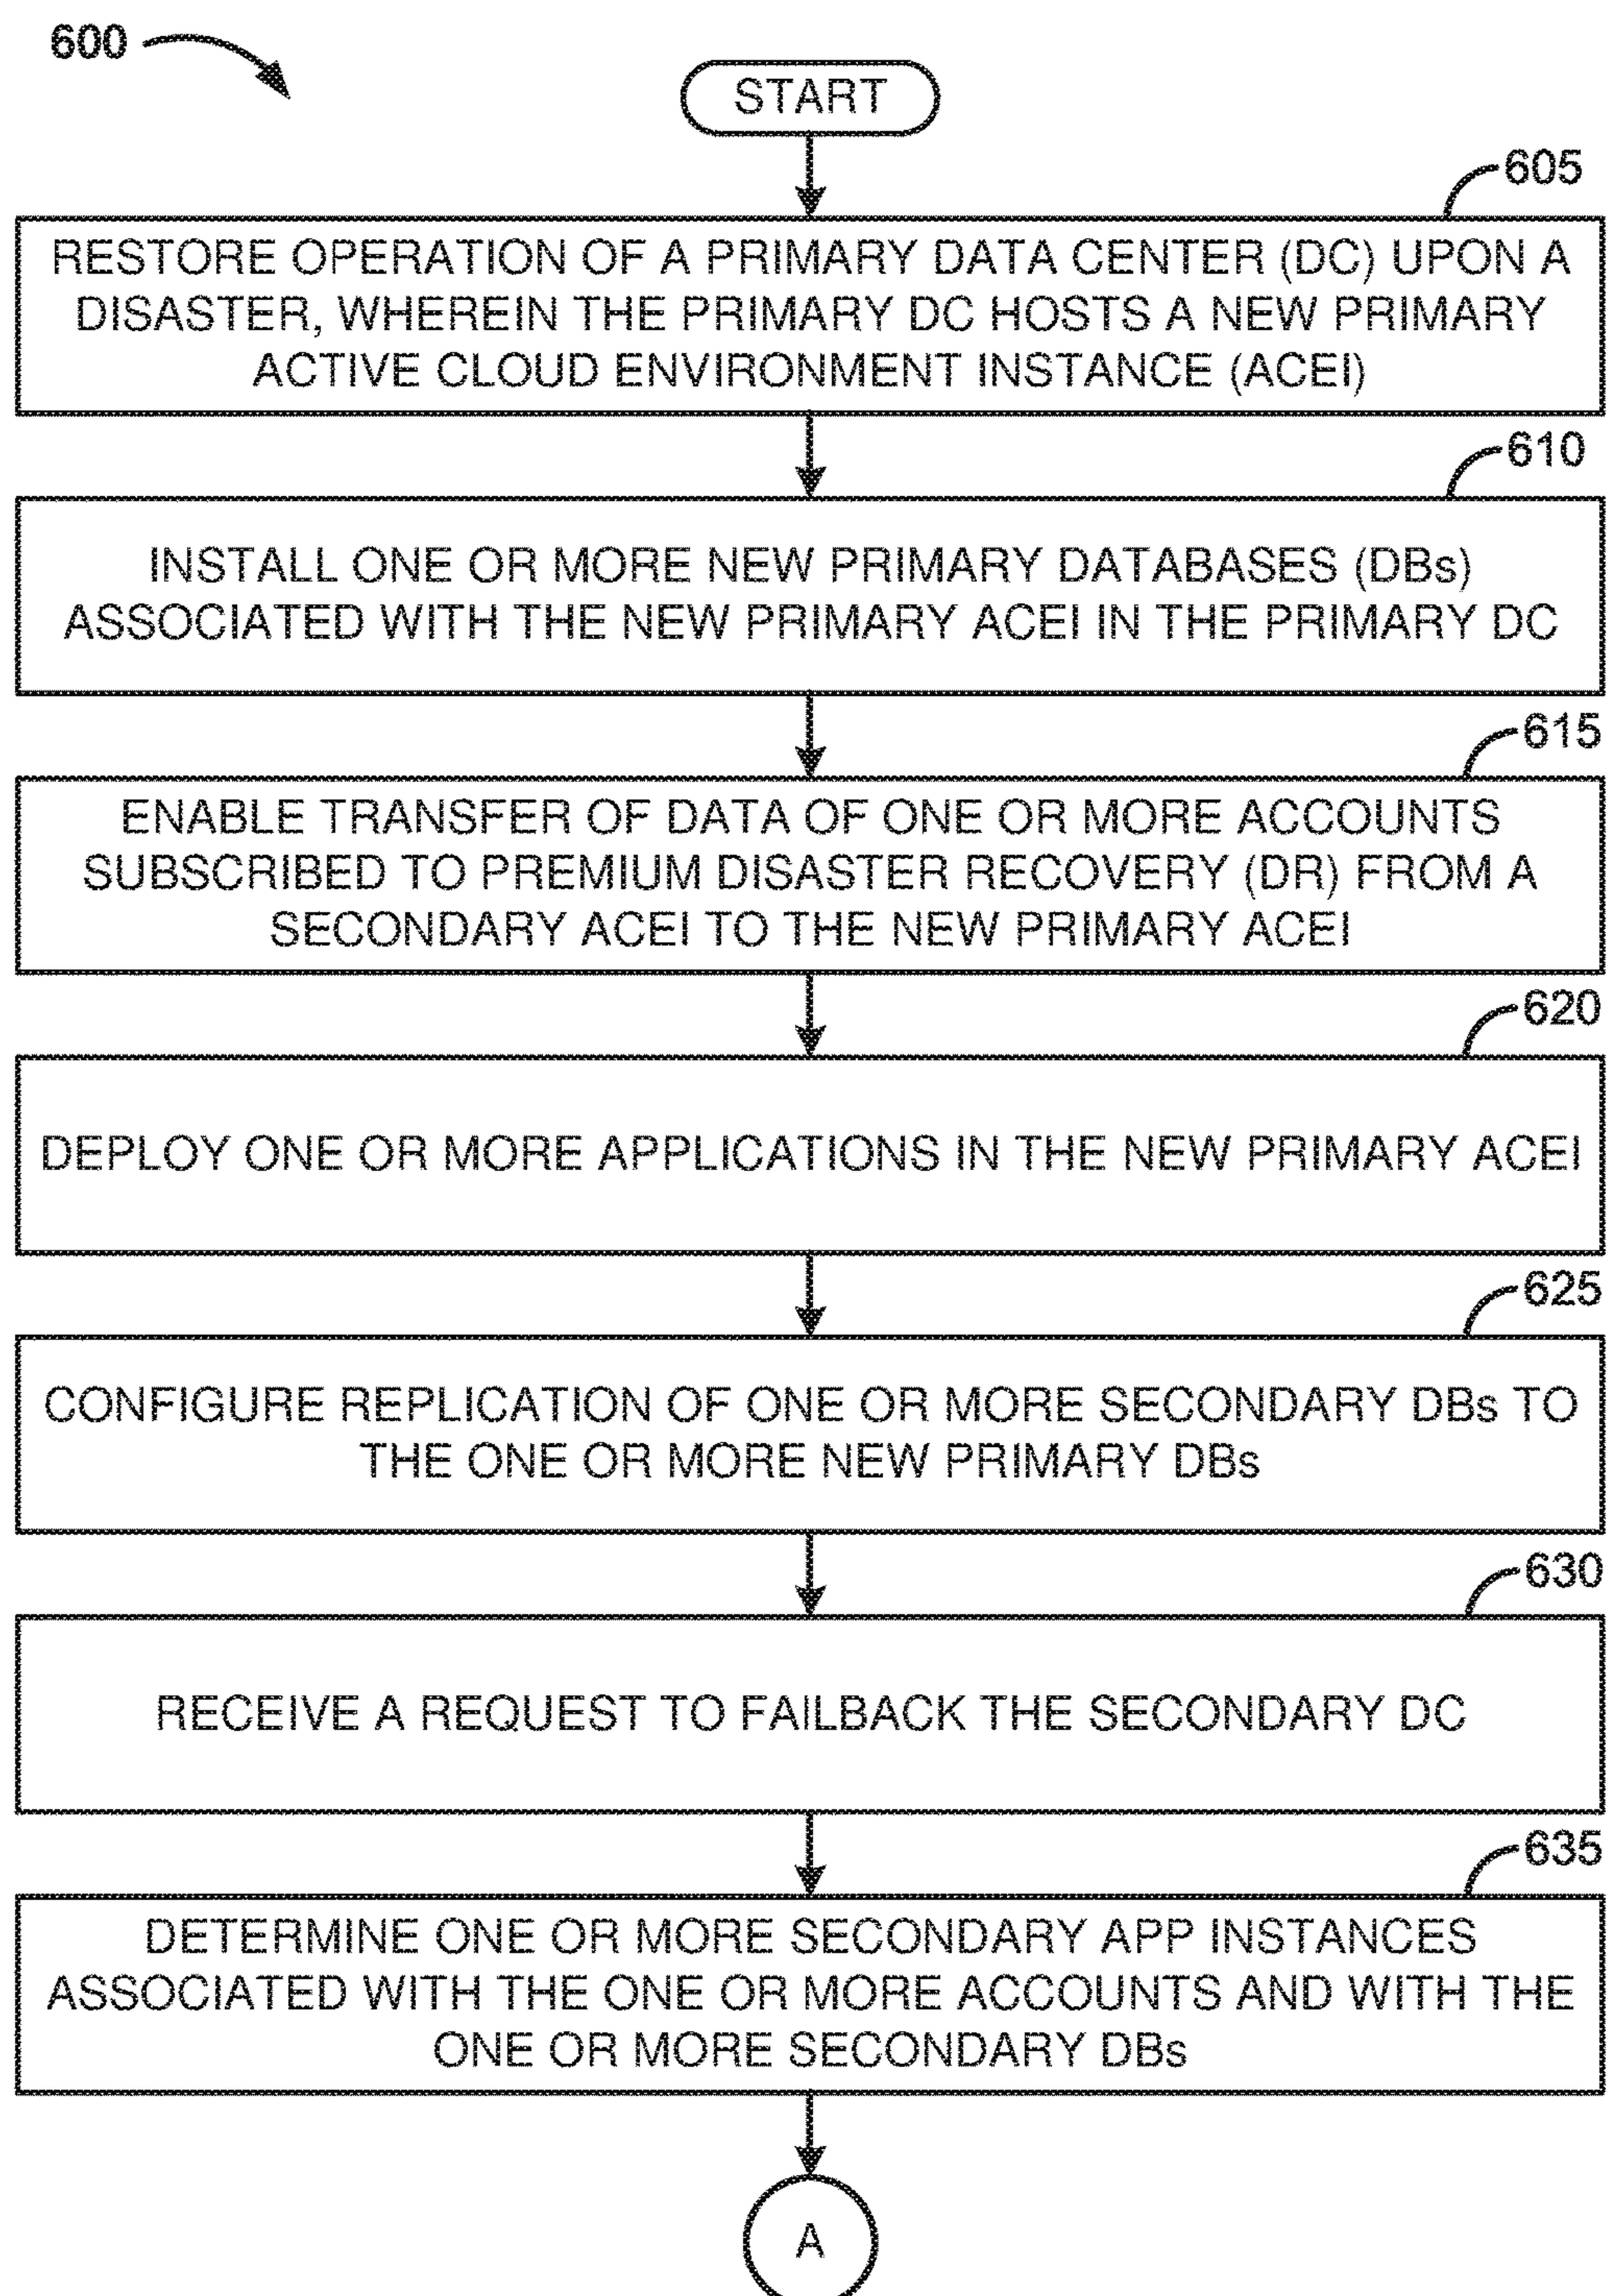 600
START
605
RESTORE OPERATION OF A PRIMARY DATA CENTER (DC) UPON A
DISASTER, WHEREIN THE PRIMARY DC HOSTS A NEW PRIMARY
ACTIVE CLOUD ENVIRONMENT INSTANCE (ACEI)
610
INSTALL ONE OR MORE NEW PRIMARY DATABASES (DBs)
ASSOCIATED WITH THE NEW PRIMARY ACEI IN THE PRIMARY DC
615
ENABLE TRANSFER OF DATA OF ONE OR MORE ACCOUNTS
SUBSCRIBED TO PREMIUM DISASTER RECOVERY (DR) FROM A
SECONDARY ACEI TO THE NEW PRIMARY ACEI
620
DEPLOY ONE OR MORE APPLICATIONS IN THE NEW PRIMARY ACEI
625
CONFIGURE REPLICATION OF ONE OR MORE SECONDARY DBs TO
THE ONE OR MORE NEW PRIMARY DBs
630
RECEIVE A REQUEST TO FAILBACK THE SECONDARY DC
635
DETERMINE ONE OR MORE SECONDARY APP INSTANCES
ASSOCIATED WITH THE ONE OR MORE ACCOUNTS AND WITH THE
ONE OR MORE SECONDARY DBs
A